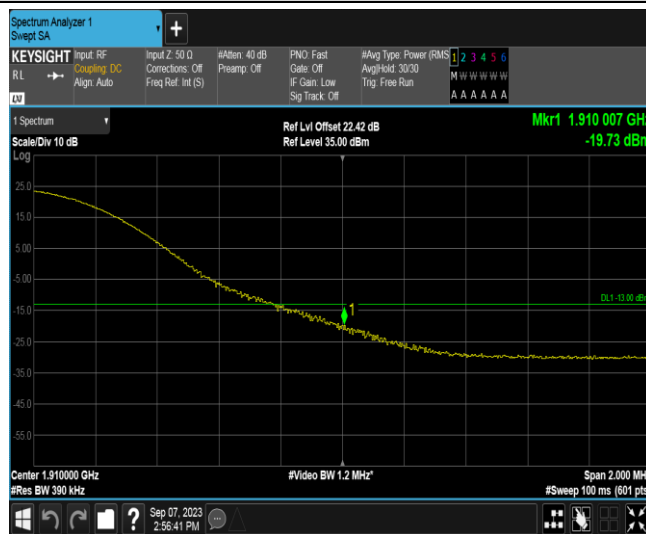 Spectrum Analyzer 1
Swept SA
+
KEYSIGHT
RL
LXI
Input: RF
Coupling: DC
Align: Auto
Input Z: 50 Ω
Corrections: Off
Freq Ref: Int (S)
#Atten: 40 dB
Preamp: Off
PNO: Fast
Gate: Off
IF Gain: Low
Sig Track: Off
#Avg Type: Power (RMS
Avg|Hold: 30/30
Trig: Free Run
1 2 3 4 5 6
M W W W W W
A A A A A A
1 Spectrum
Scale/Div 10 dB
Log
Ref Lvl Offset 22.42 dB
Ref Level 35.00 dBm
Mkr1 1.910 007 GHz
-19.73 dBm
25.0
15.0
5.00
-5.00
DL1 -13.00 dBm
1
-15.0
-25.0
-35.0
-45.0
-55.0
Center 1.910000 GHz
#Res BW 390 kHz
#Video BW 1.2 MHz*
Span 2.000 MH
#Sweep 100 ms (601 pts
?
Sep 07, 2023
2:56:41 PM